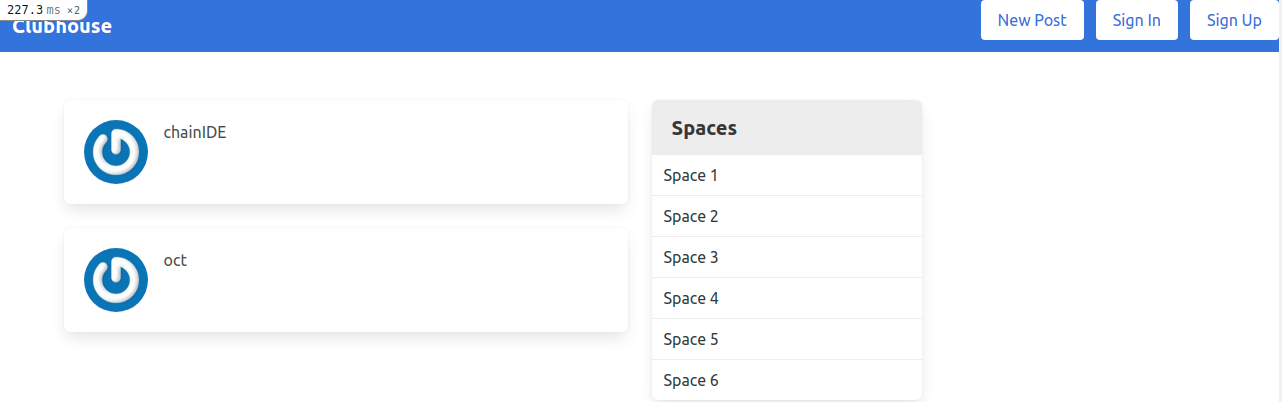 227.3 ms ×2
Clubhouse
New Post
Sign In
Sign Up
chainIDE
oct
Spaces
Space 1
Space 2
Space 3
Space 4
Space 5
Space 6